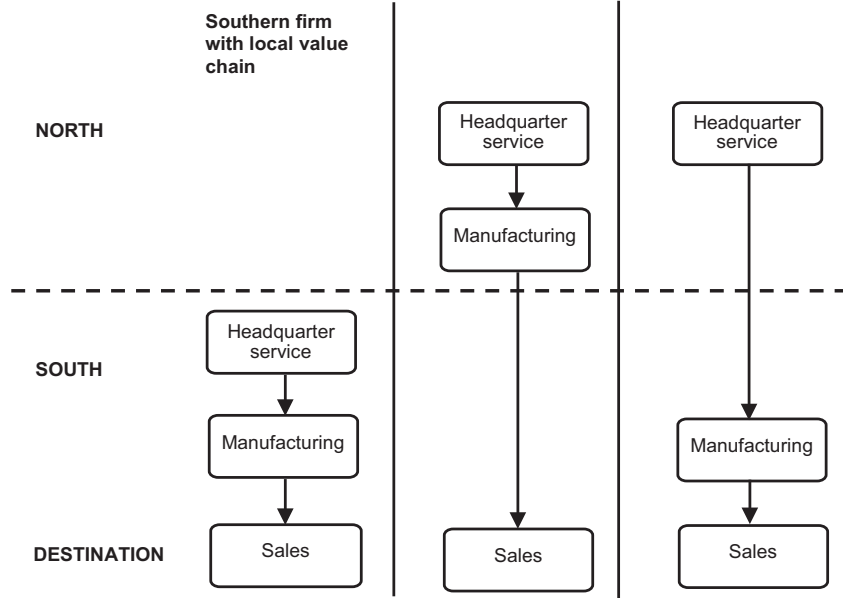 Southern firm
with local value
chain
NORTH
Headquarter
service
Headquarter
service
Manufacturing
SOUTH
Headquarter
service
Manufacturing
Manufacturing
DESTINATION
Sales
Sales
Sales